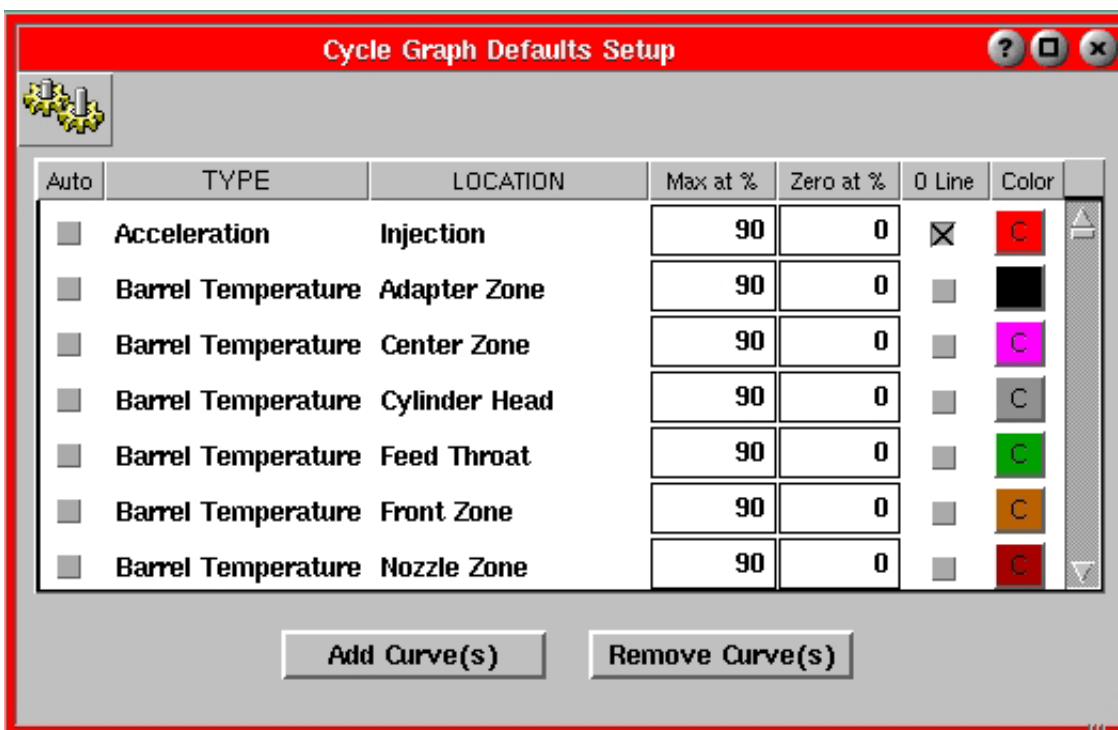 Cycle Graph Defaults Setup ?
Auto TYPE LOCATION Max at % Zero at % 0 Line Color
Acceleration Injection 90 0 C
Barrel Temperature Adapter Zone 90 0
Barrel Temperature Center Zone 90 0 C
Barrel Temperature Cylinder Head 90 0 C
Barrel Temperature Feed Throat 90 0 C
Barrel Temperature Front Zone 90 0 C
Barrel Temperature Nozzle Zone 90 0 C
Add Curve(s) Remove Curve(s)